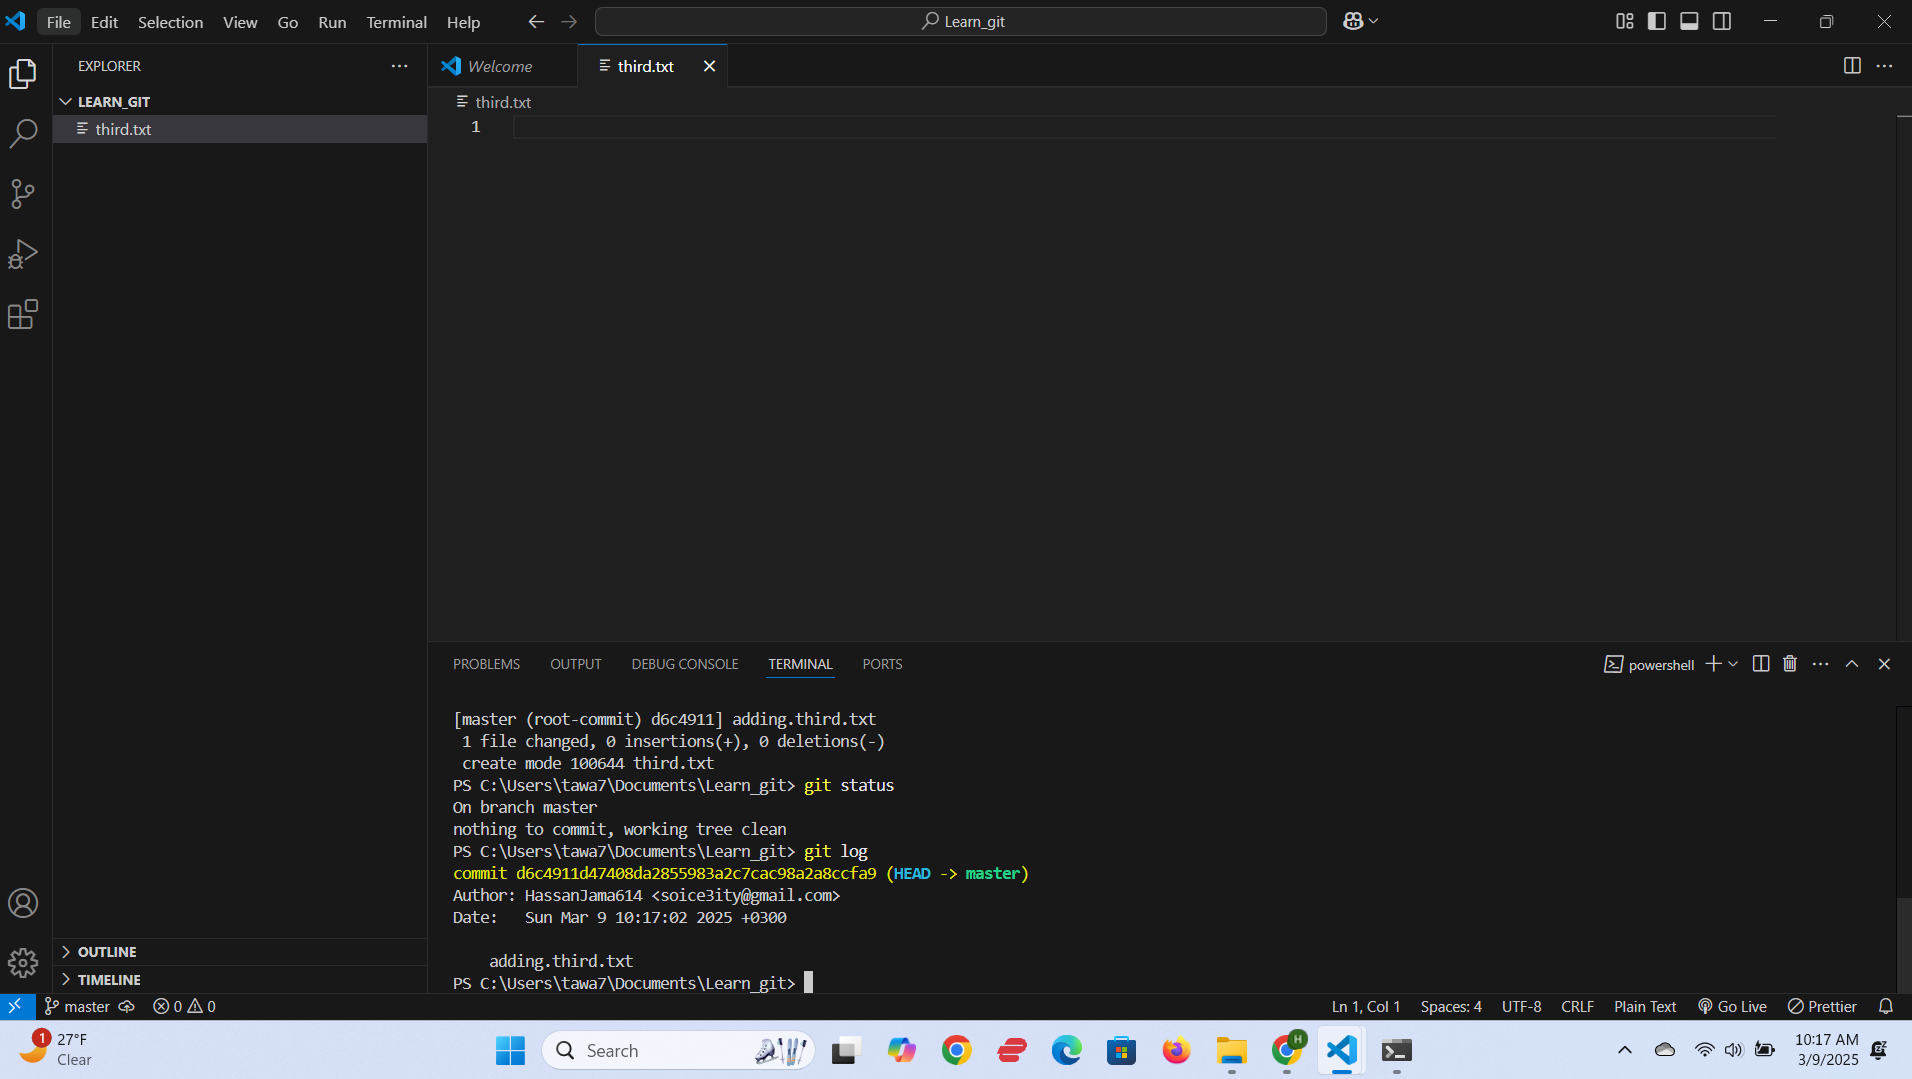 File Edit Selection View Go Run Terminal Help
Learn_git
EXPLORER
Welcome
third.txt
LEARN_GIT
third.txt
third.txt
1
PROBLEMS OUTPUT DEBUG CONSOLE TERMINAL PORTS
powershell
[master (root-commit) d6c4911] adding.third.txt
1 file changed, 0 insertions(+), 0 deletions(-)
create mode 100644 third.txt
PS C:\Users\tawa7\Documents\Learn_git> git status
On branch master
nothing to commit, working tree clean
PS C:\Users\tawa7\Documents\Learn_git> git log
commit d6c4911d47408da2855983a2c7cac98a2a8ccfa9 (HEAD -> master)
Author: HassanJama614 <soice3ity@gmail.com>
Date:   Sun Mar 9 10:17:02 2025 +0300
adding.third.txt
PS C:\Users\tawa7\Documents\Learn_git>
OUTLINE
TIMELINE
master 0 0 Ln 1, Col 1 Spaces: 4 UTF-8 CRLF Plain Text Go Live Prettier
1
27°F
Clear
Search
H
10:17 AM
3/9/2025